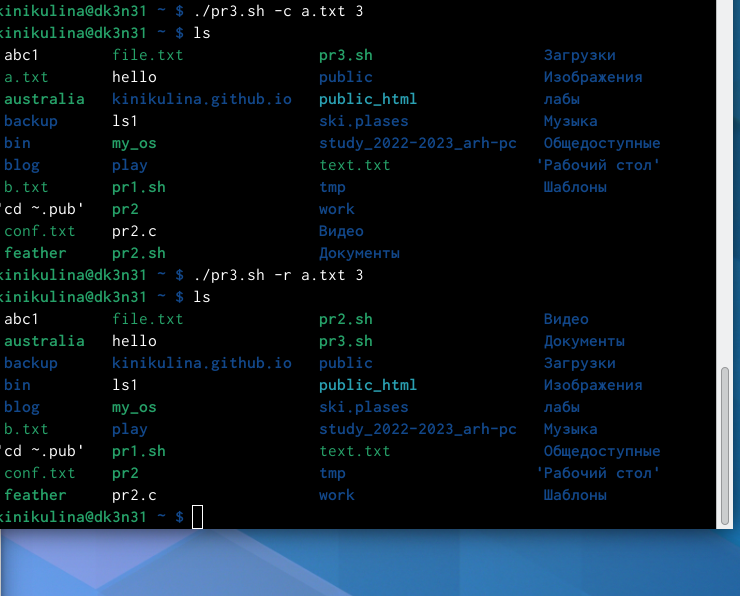 kinikulina@dk3n31 ~ $ ./pr3.sh -c a.txt 3
kinikulina@dk3n31 ~ $ ls
abc1 file.txt pr3.sh Загрузки
a.txt hello public Изображения
australia kinikulina.github.io public_html лабы
backup ls1 ski.plases Музыка
bin my_os study_2022-2023_arh-pc Общедоступные
blog play text.txt 'Рабочий стол'
b.txt pr1.sh tmp Шаблоны
'cd ~.pub' pr2 work
conf.txt pr2.c Видео
feather pr2.sh Документы
kinikulina@dk3n31 ~ $ ./pr3.sh -r a.txt 3
kinikulina@dk3n31 ~ $ ls
abc1 file.txt pr2.sh Видео
australia hello pr3.sh Документы
backup kinikulina.github.io public Загрузки
bin ls1 public_html Изображения
blog my_os ski.plases лабы
b.txt play study_2022-2023_arh-pc Музыка
'cd ~.pub' pr1.sh text.txt Общедоступные
conf.txt pr2 tmp 'Рабочий стол'
feather pr2.c work Шаблоны
kinikulina@dk3n31 ~ $